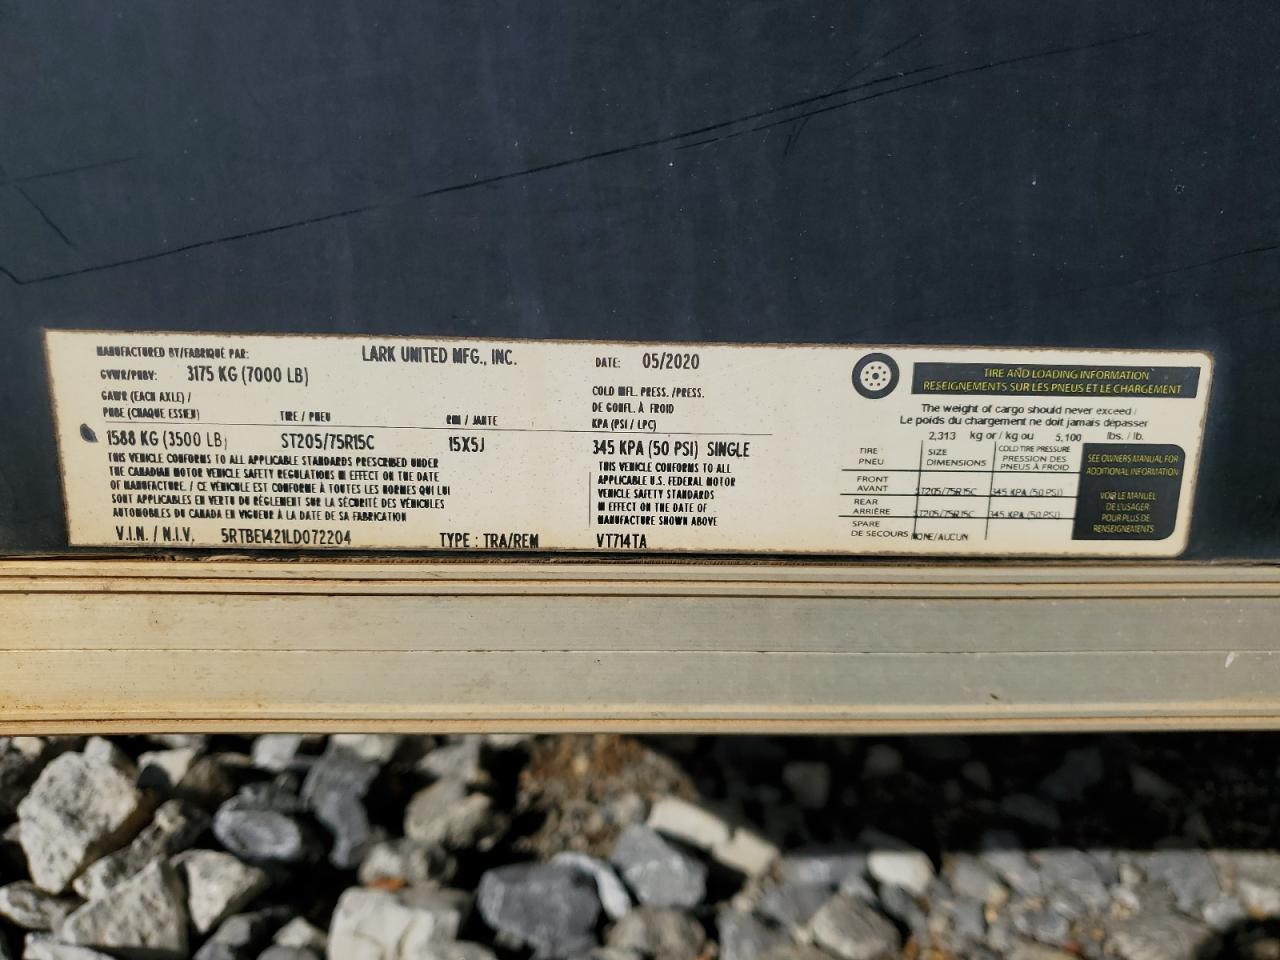 MANUFACTURED BY/FABRIQUÉ PAR: LARK UNITED MFG., INC. DATE: 05/2020
GVWR/PNBV: 3175 KG (7000 LB)
GAWR (EACH AXLE) / COLD INFL. PRESS. /PRESS.
PNBE (CHAQUE ESSIEU) TIRE / PNEU RIM / JANTE DE GONFL. À FROID
KPA (PSI / LPC)
1588 KG (3500 LB) ST205/75R15C 15X5J 345 KPA (50 PSI) SINGLE
THIS VEHICLE CONFORMS TO ALL APPLICABLE STANDARDS PRESCRIBED UNDER
THE CANADIAN MOTOR VEHICLE SAFETY REGULATIONS IN EFFECT ON THE DATE
OF MANUFACTURE. / CE VÉHICULE EST CONFORME À TOUTES LES NORMES QUI LUI
SONT APPLICABLES EN VERTU DU RÈGLEMENT SUR LA SÉCURITÉ DES VÉHICULES
AUTOMOBILES DU CANADA EN VIGUEUR À LA DATE DE SA FABRICATION
THIS VEHICLE CONFORMS TO ALL
APPLICABLE U.S. FEDERAL MOTOR
VEHICLE SAFETY STANDARDS
IN EFFECT ON THE DATE OF
MANUFACTURE SHOWN ABOVE
V.I.N. / N.I.V. 5RTBE1421LD072204 TYPE : TRA/REM VT714TA
TIRE AND LOADING INFORMATION
RESEIGNEMENTS SUR LES PNEUS ET LE CHARGEMENT
The weight of cargo should never exceed /
Le poids du chargement ne doit jamais dépasser
2,313 kg or / kg ou 5,100 lbs. / lb.
TIRE / PNEU SIZE DIMENSIONS COLD TIRE PRESSURE PRESSION DES PNEUS À FROID
FRONT AVANT ST205/75R15C 345 KPA (50 PSI)
REAR ARRIÈRE ST205/75R15C 345 KPA (50 PSI)
SPARE DE SECOURS NONE/AUCUN
SEE OWNERS MANUAL FOR
ADDITIONAL INFORMATION
VOIR LE MANUEL
DE L'USAGER
POUR PLUS DE
RENSEIGNEMENTS